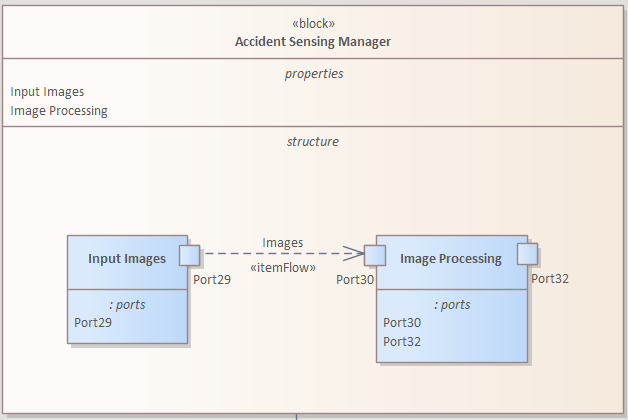 «block»
Accident Sensing Manager
properties
Input Images
Image Processing
structure
Images
Input Images
Image Processing
«itemFlow»
Port29
Port30
Port32
: ports
Port29
: ports
Port30
Port32